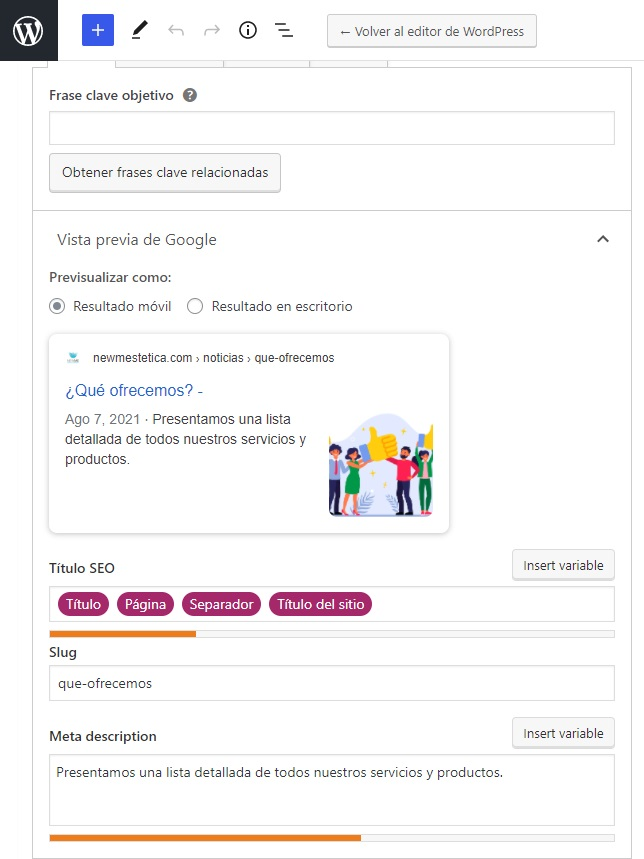 ← Volver al editor de WordPress
Frase clave objetivo
Obtener frases clave relacionadas
Vista previa de Google
Previsualizar como:
Resultado móvil Resultado en escritorio
newmestetica.com › noticias › que-ofrecemos
¿Qué ofrecemos? -
Ago 7, 2021 · Presentamos una lista
detallada de todos nuestros servicios y
productos.
Título SEO Insert variable
Título Página Separador Título del sitio
Slug
que-ofrecemos
Meta description Insert variable
Presentamos una lista detallada de todos nuestros servicios y productos.